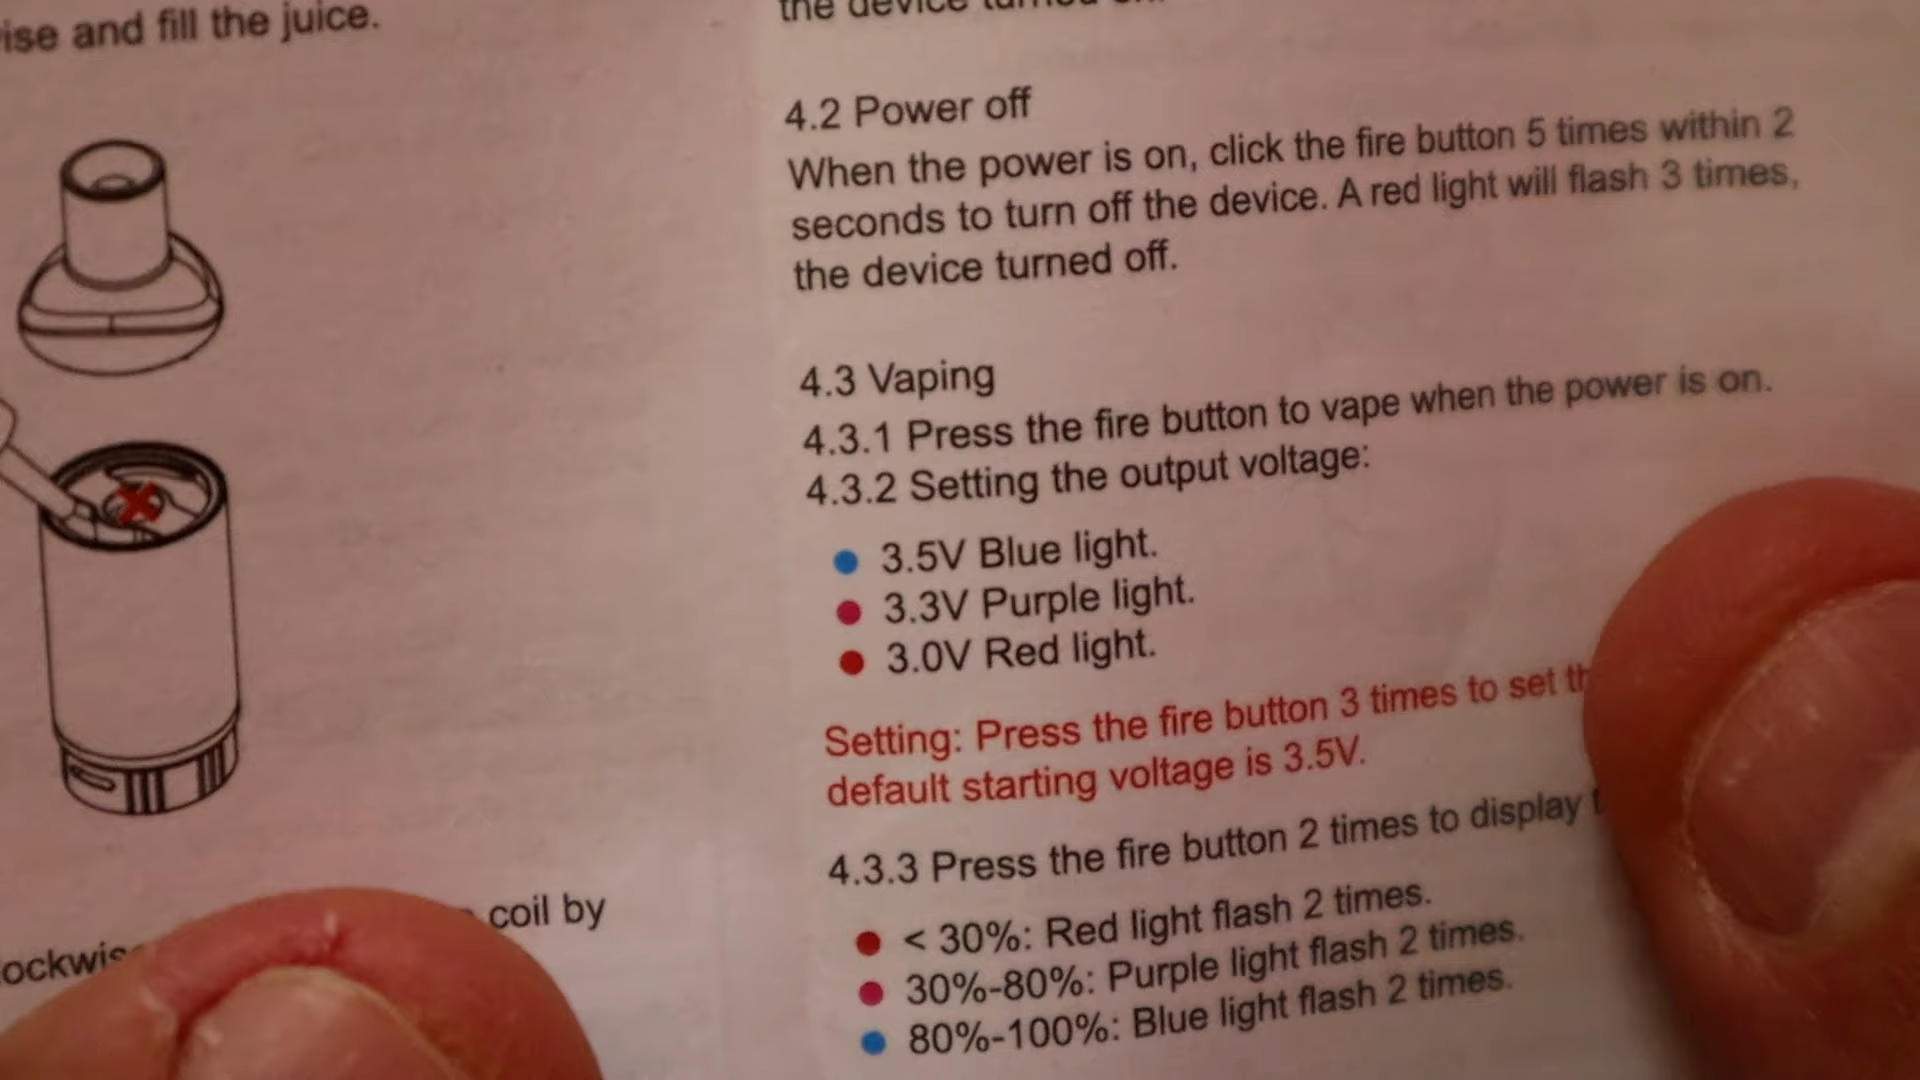 ise and fill the juice.
coil by
ockwis
the device turned on.
4.2 Power off
When the power is on, click the fire button 5 times within 2
seconds to turn off the device. A red light will flash 3 times,
the device turned off.
4.3 Vaping
4.3.1 Press the fire button to vape when the power is on.
4.3.2 Setting the output voltage:
3.5V Blue light.
3.3V Purple light.
3.0V Red light.
Setting: Press the fire button 3 times to set th
default starting voltage is 3.5V.
4.3.3 Press the fire button 2 times to display t
< 30%: Red light flash 2 times.
30%-80%: Purple light flash 2 times.
80%-100%: Blue light flash 2 times.